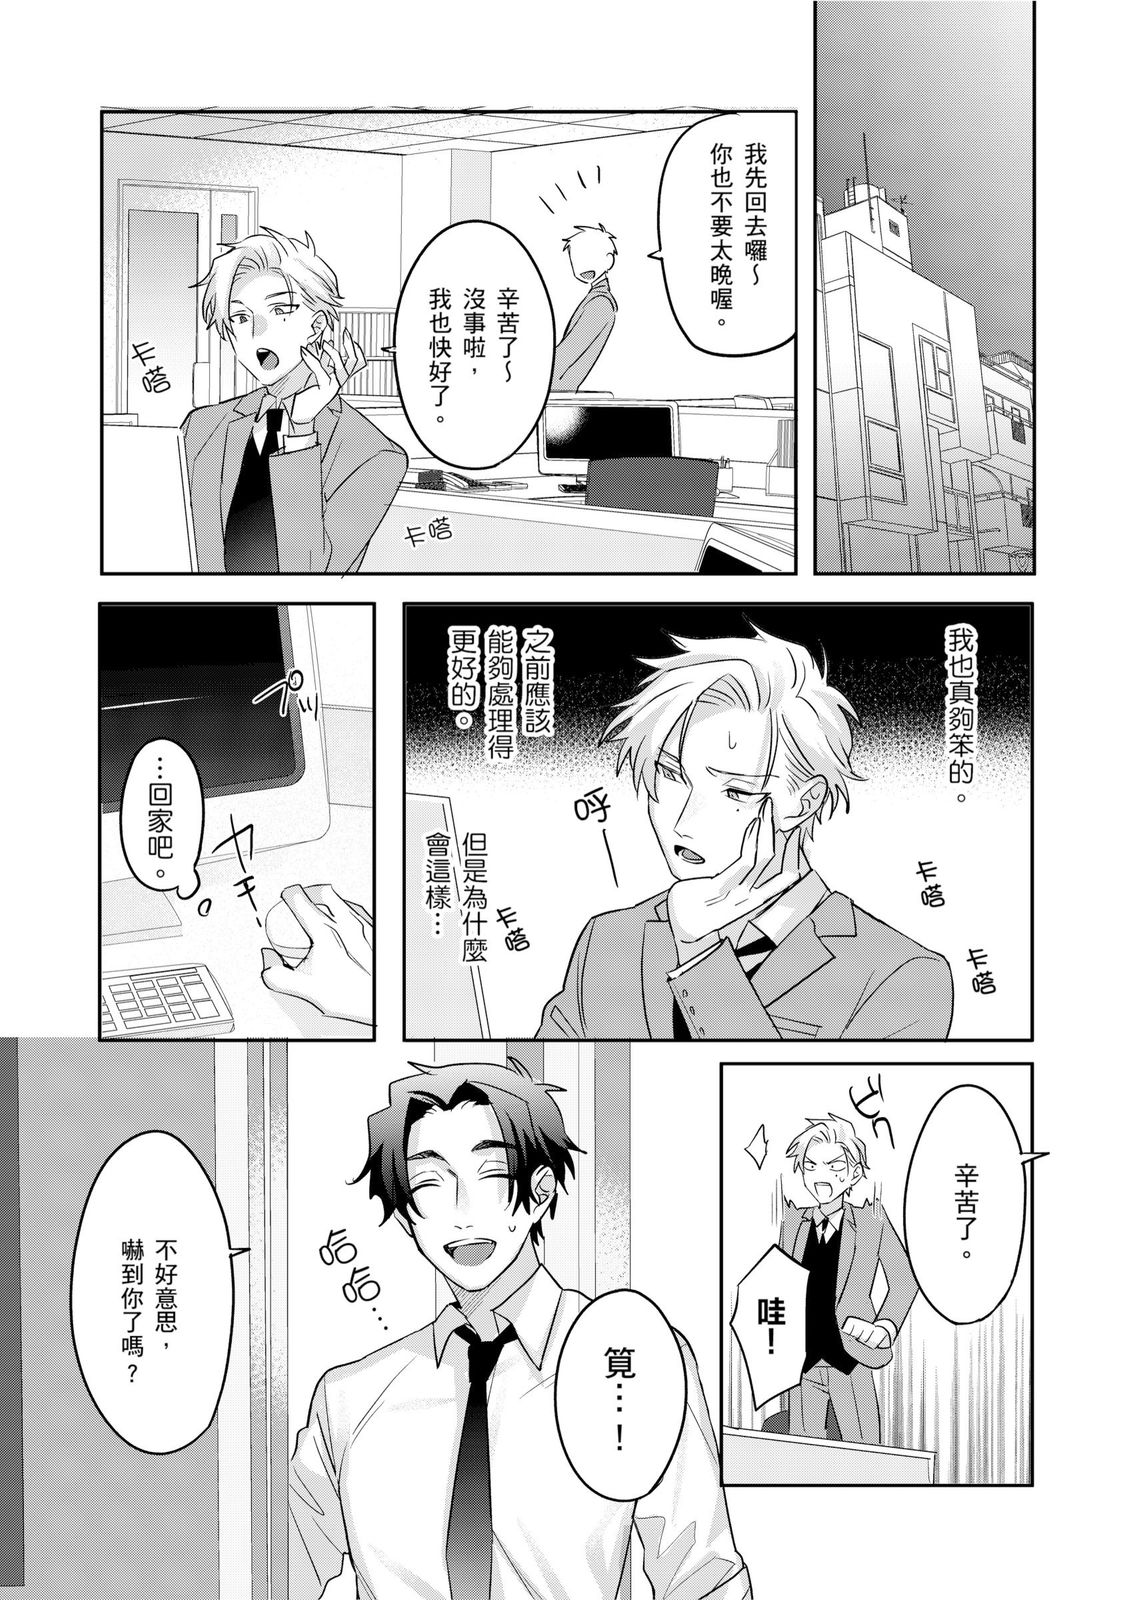 我先回去囉～
你也不要太晚喔。
辛苦了～
沒事啦，
我也快好了。
卡嗒
卡嗒
我也真夠笨的。
之前應該
能夠處理得
更好的。
呼—
但是為什麼
會這樣…
卡嗒
卡嗒
卡嗒
プツ
カチ…
…回家吧。
辛苦了。
哇！
笕…！
哈哈…
不好意思，
嚇到你了嗎？